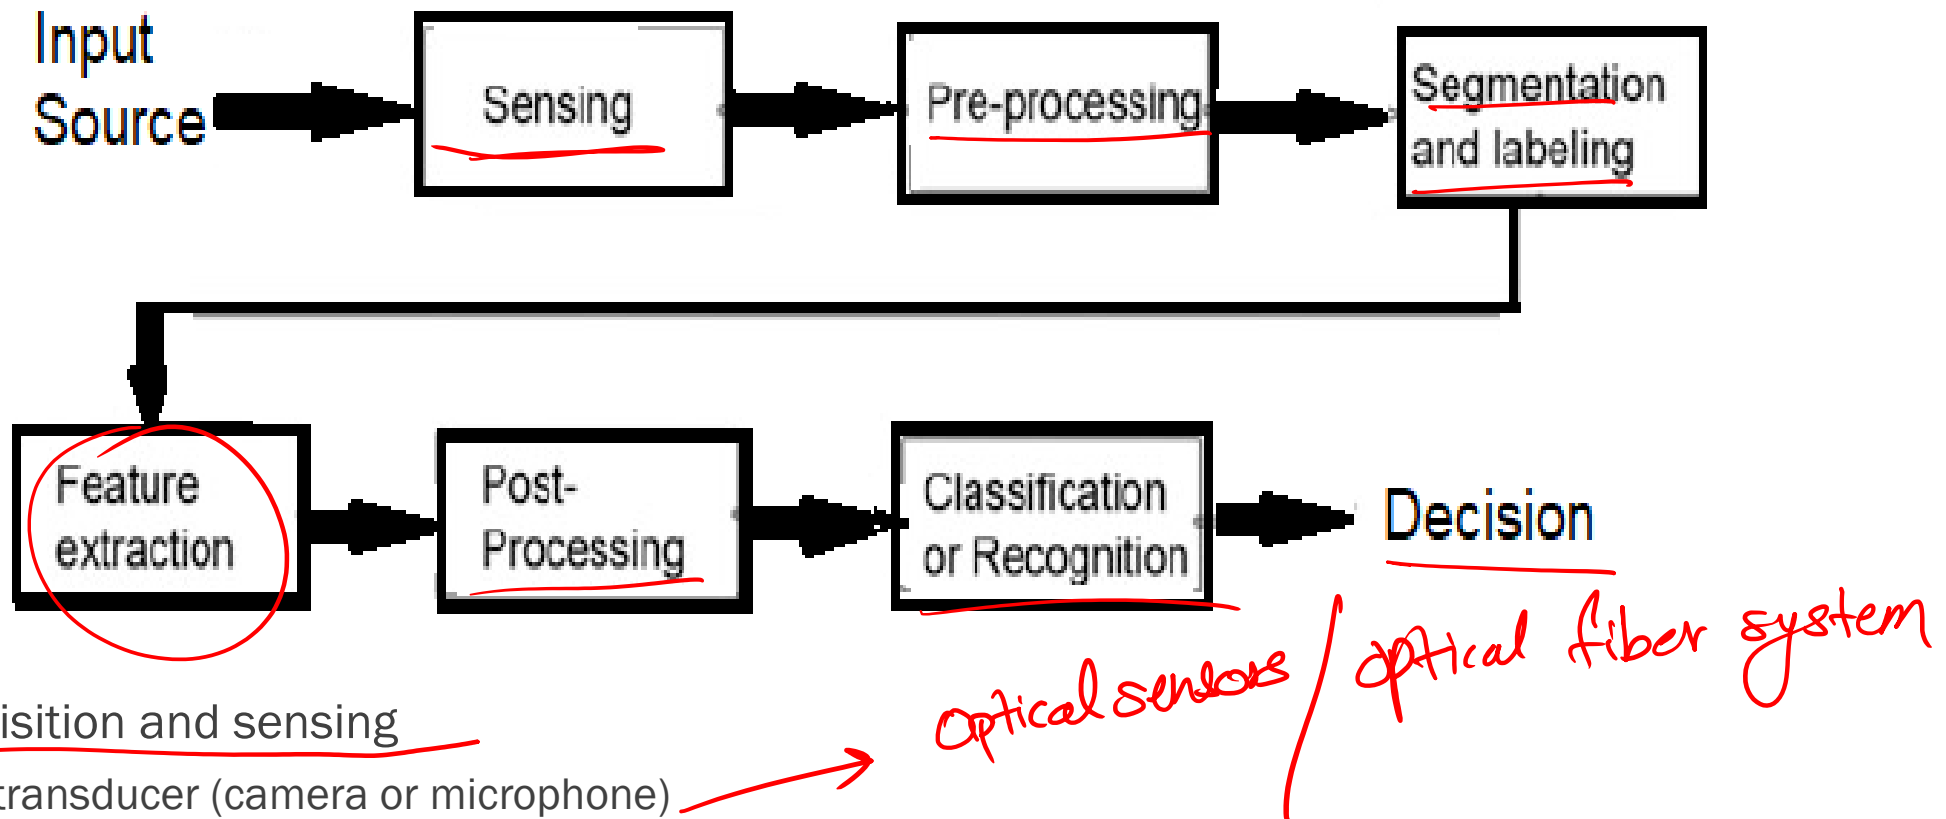 Input
Source
Sensing
Pre-processing
Segmentation
and labeling
Feature
extraction
Post-
Processing
Classification
or Recognition
Decision
optical sensors / optical fiber system
isition and sensing
transducer (camera or microphone)